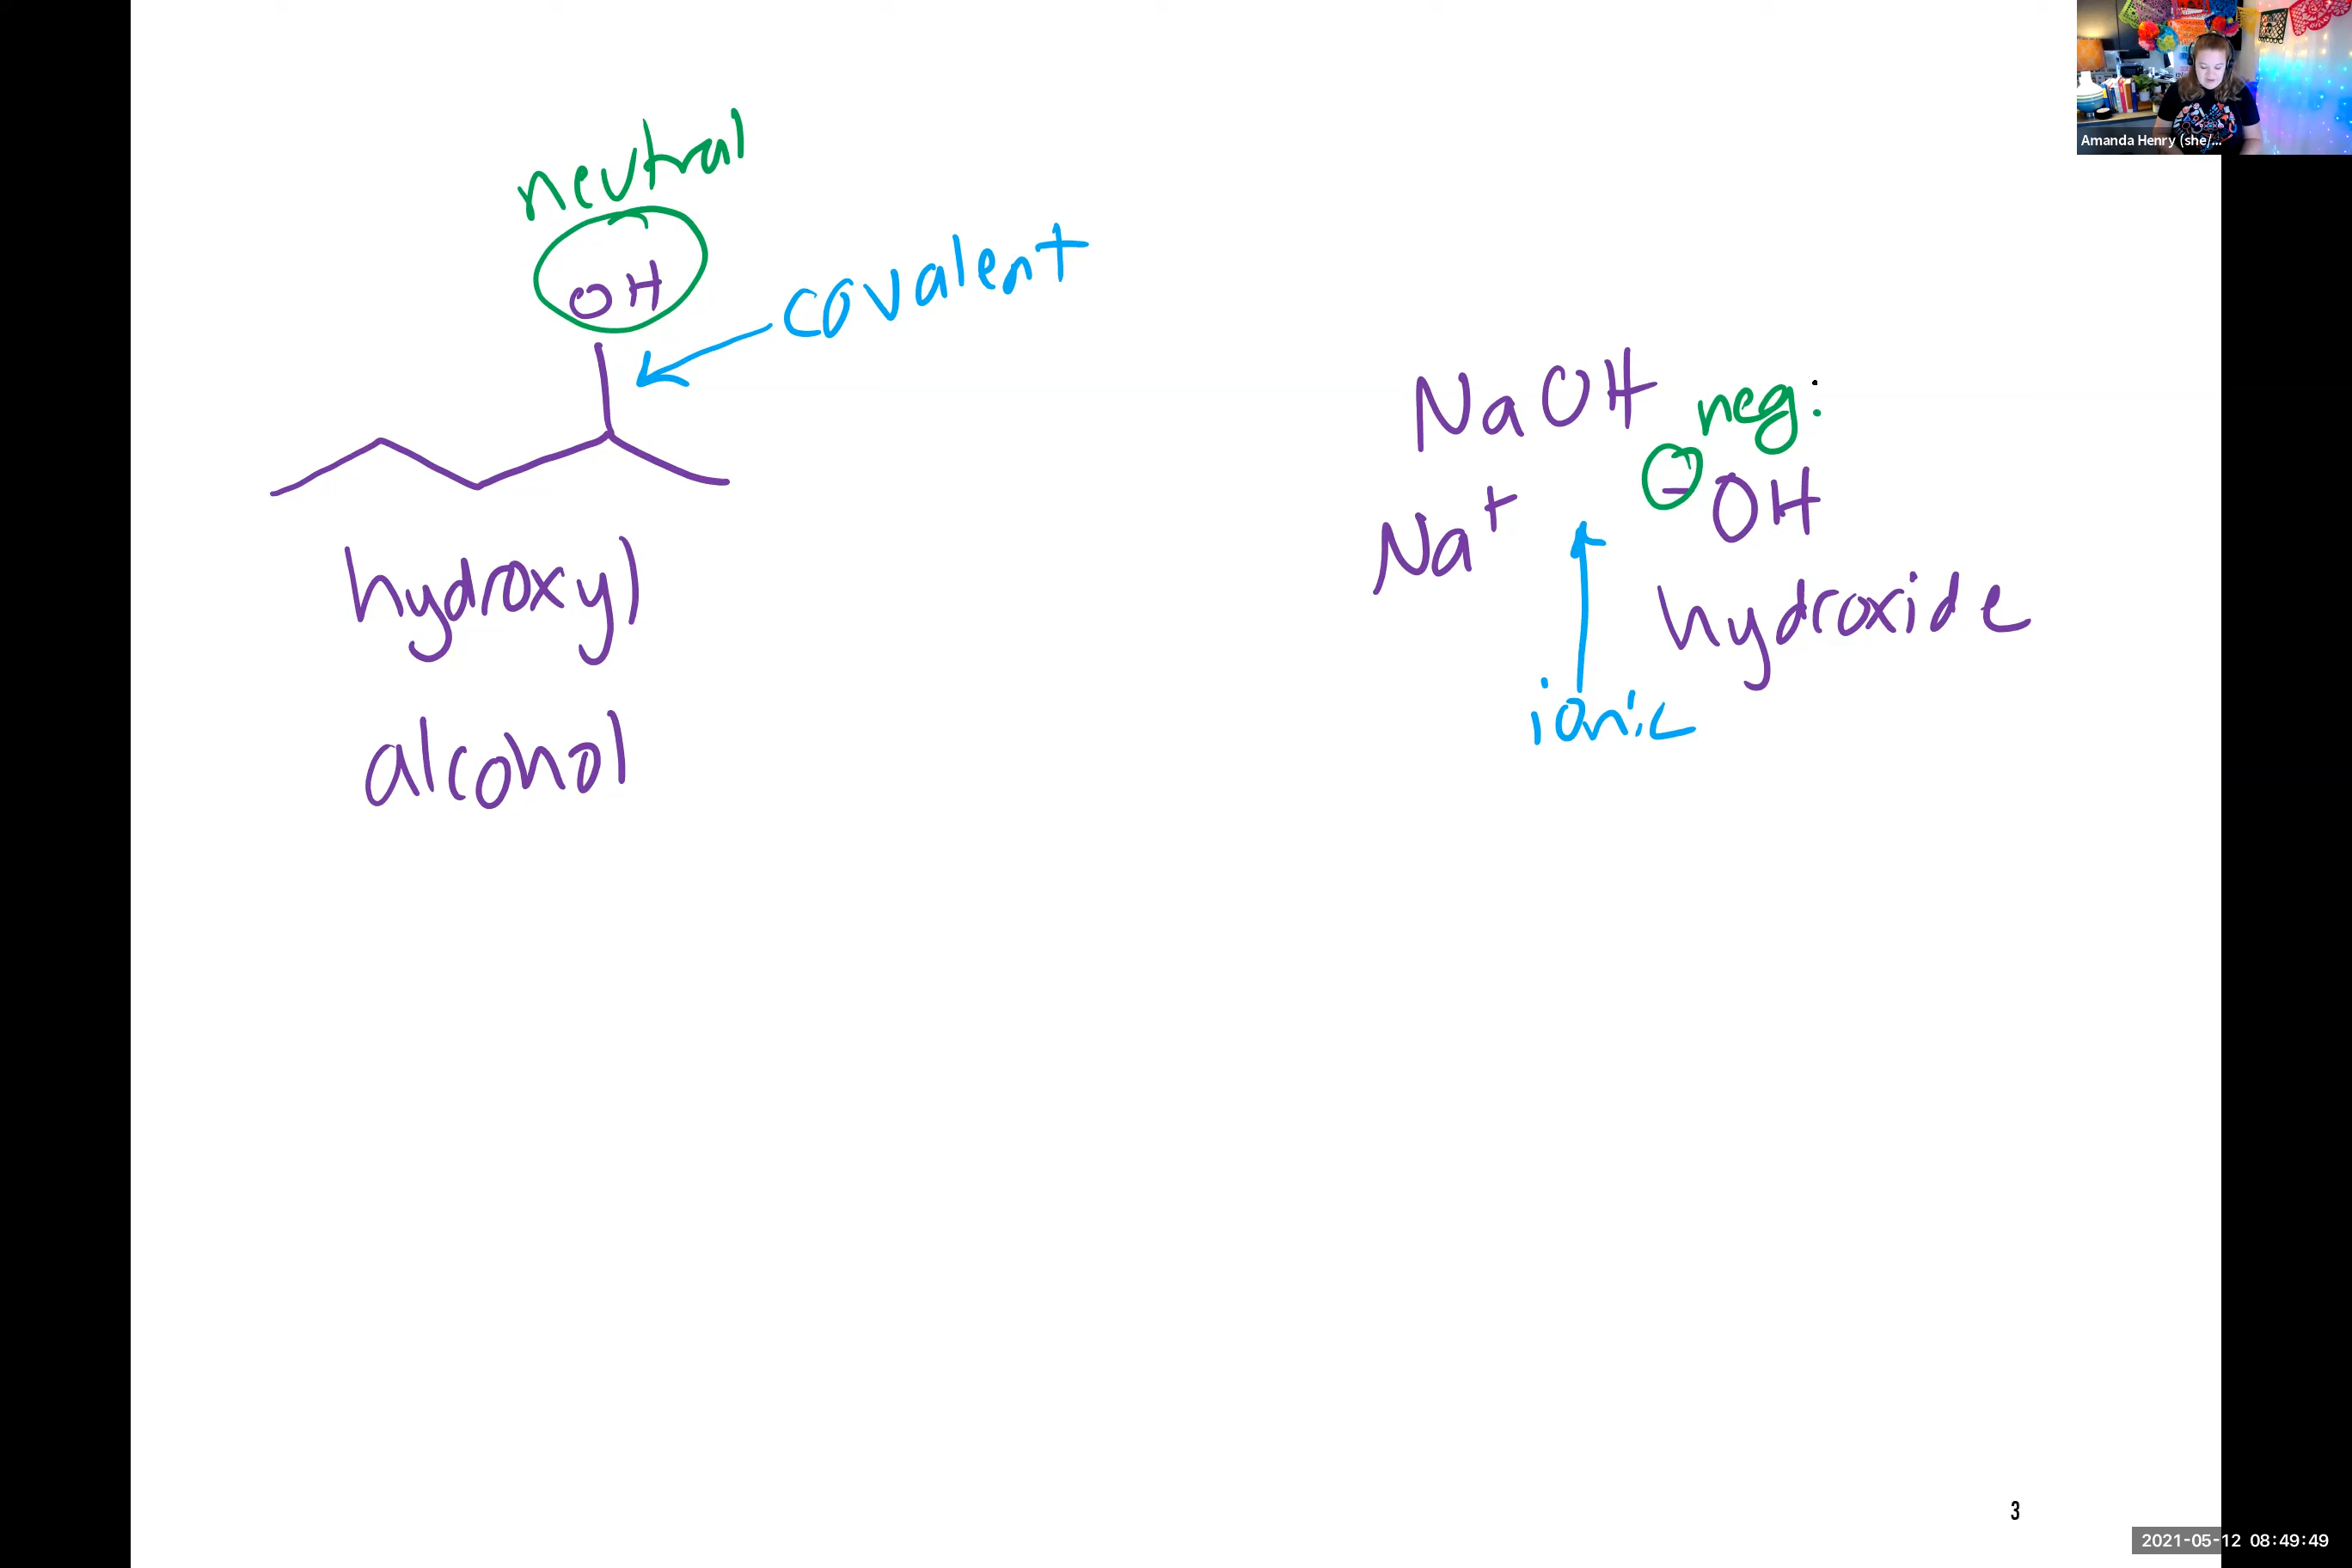 neutral
OH
covalent
hydroxyl
alcohol
NaOH
neg:
Na+
-OH
hydroxide
ionic
Amanda Henry (she/...
3
2021-05-12 08:49:49